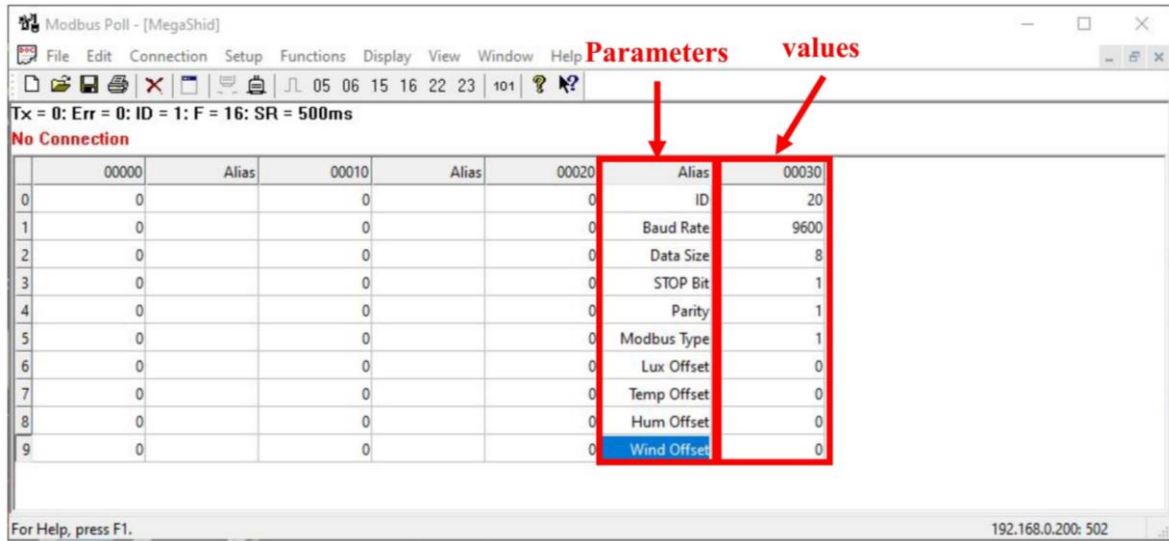 Modbus Poll - [MegaShid]
File Edit Connection Setup Functions Display View Window Help Parameters values
05 06 15 16 22 23 101
Tx = 0: Err = 0: ID = 1: F = 16: SR = 500ms
No Connection
00000 Alias 00010 Alias 00020 Alias 00030
0 0 0 0 ID 20
1 0 0 0 Baud Rate 9600
2 0 0 0 Data Size 8
3 0 0 0 STOP Bit 1
4 0 0 0 Parity 1
5 0 0 0 Modbus Type 1
6 0 0 0 Lux Offset 0
7 0 0 0 Temp Offset 0
8 0 0 0 Hum Offset 0
9 0 0 0 Wind Offset 0
For Help, press F1. 192.168.0.200: 502